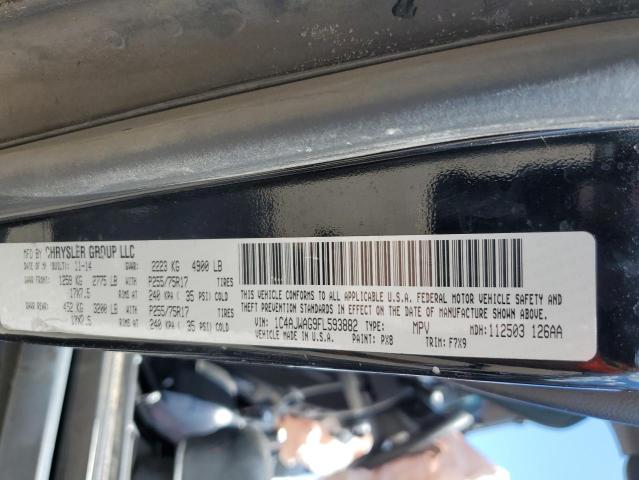 MFD BY CHRYSLER GROUP LLC
DATE OF MFR (BUILT): 11-14 GVWR: 2223 KG 4900 LB
GAWR FRONT: 1259 KG 2775 LB WITH P255/75R17 TIRES
17X7.5 RIMS AT 240 KPA ( 35 PSI) COLD
GAWR REAR: KG 3200 LB WITH P255/75R17 TIRES
17X7.5 RIMS AT 240 KPA ( 35 PSI) COLD
THIS VEHICLE CONFORMS TO ALL APPLICABLE U.S.A. FEDERAL MOTOR VEHICLE SAFETY, BUMPER AND
THEFT PREVENTION STANDARDS IN EFFECT ON THE DATE OF MANUFACTURE SHOWN ABOVE.
VIN: 1C4AJWAG9FL593882 TYPE: MPV MDH: 112503 126AA
VEHICLE MADE IN U.S.A. PAINT: PX8 TRIM: F7X9